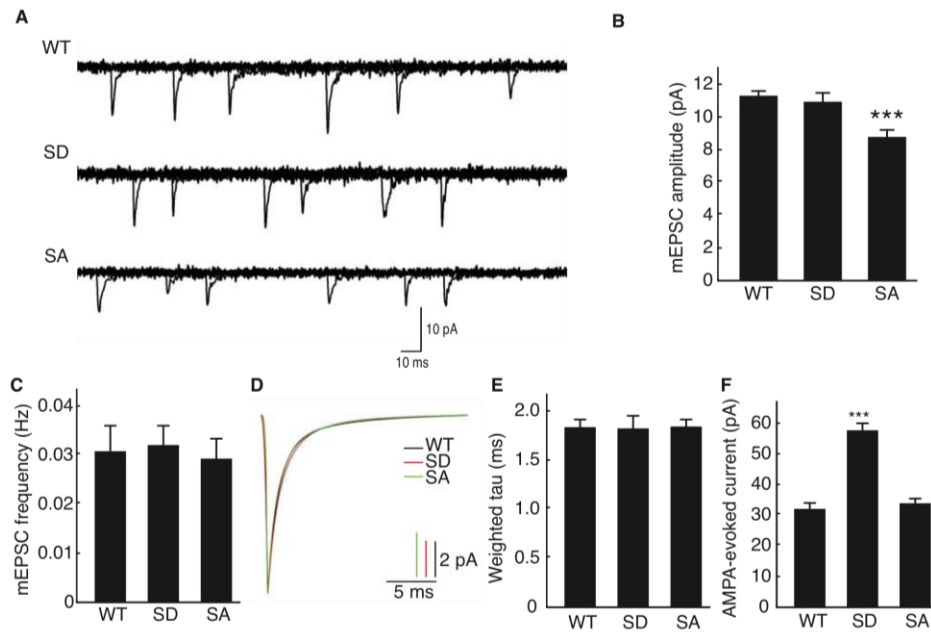 A
WT
SD
SA
10 pA
10 ms
B
mEPSC amplitude (pA)
12
10
8
6
4
2
0
***
WT SD SA
C
mEPSC frequency (Hz)
0.04
0.03
0.02
0.01
0
WT SD SA
D
WT
SD
SA
2 pA
5 ms
E
Weighted tau (ms)
2.0
1.5
1.0
0.5
0
WT SD SA
F
AMPA-evoked current (pA)
60
50
40
30
20
10
0
***
WT SD SA